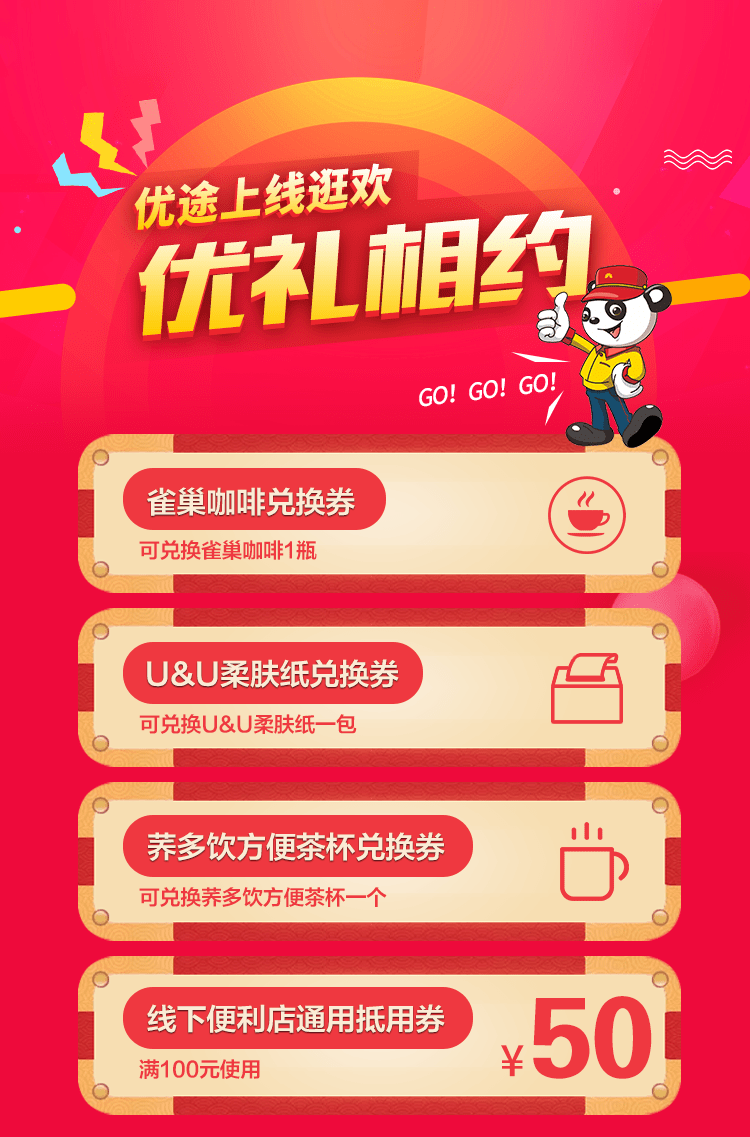 优途上线逛欢
优礼相约
GO! GO! GO!
雀巢咖啡兑换券
可兑换雀巢咖啡1瓶
U&U柔肤纸兑换券
可兑换U&U柔肤纸一包
荞多饮方便茶杯兑换券
可兑换荞多饮方便茶杯一个
线下便利店通用抵用券
满100元使用
¥50